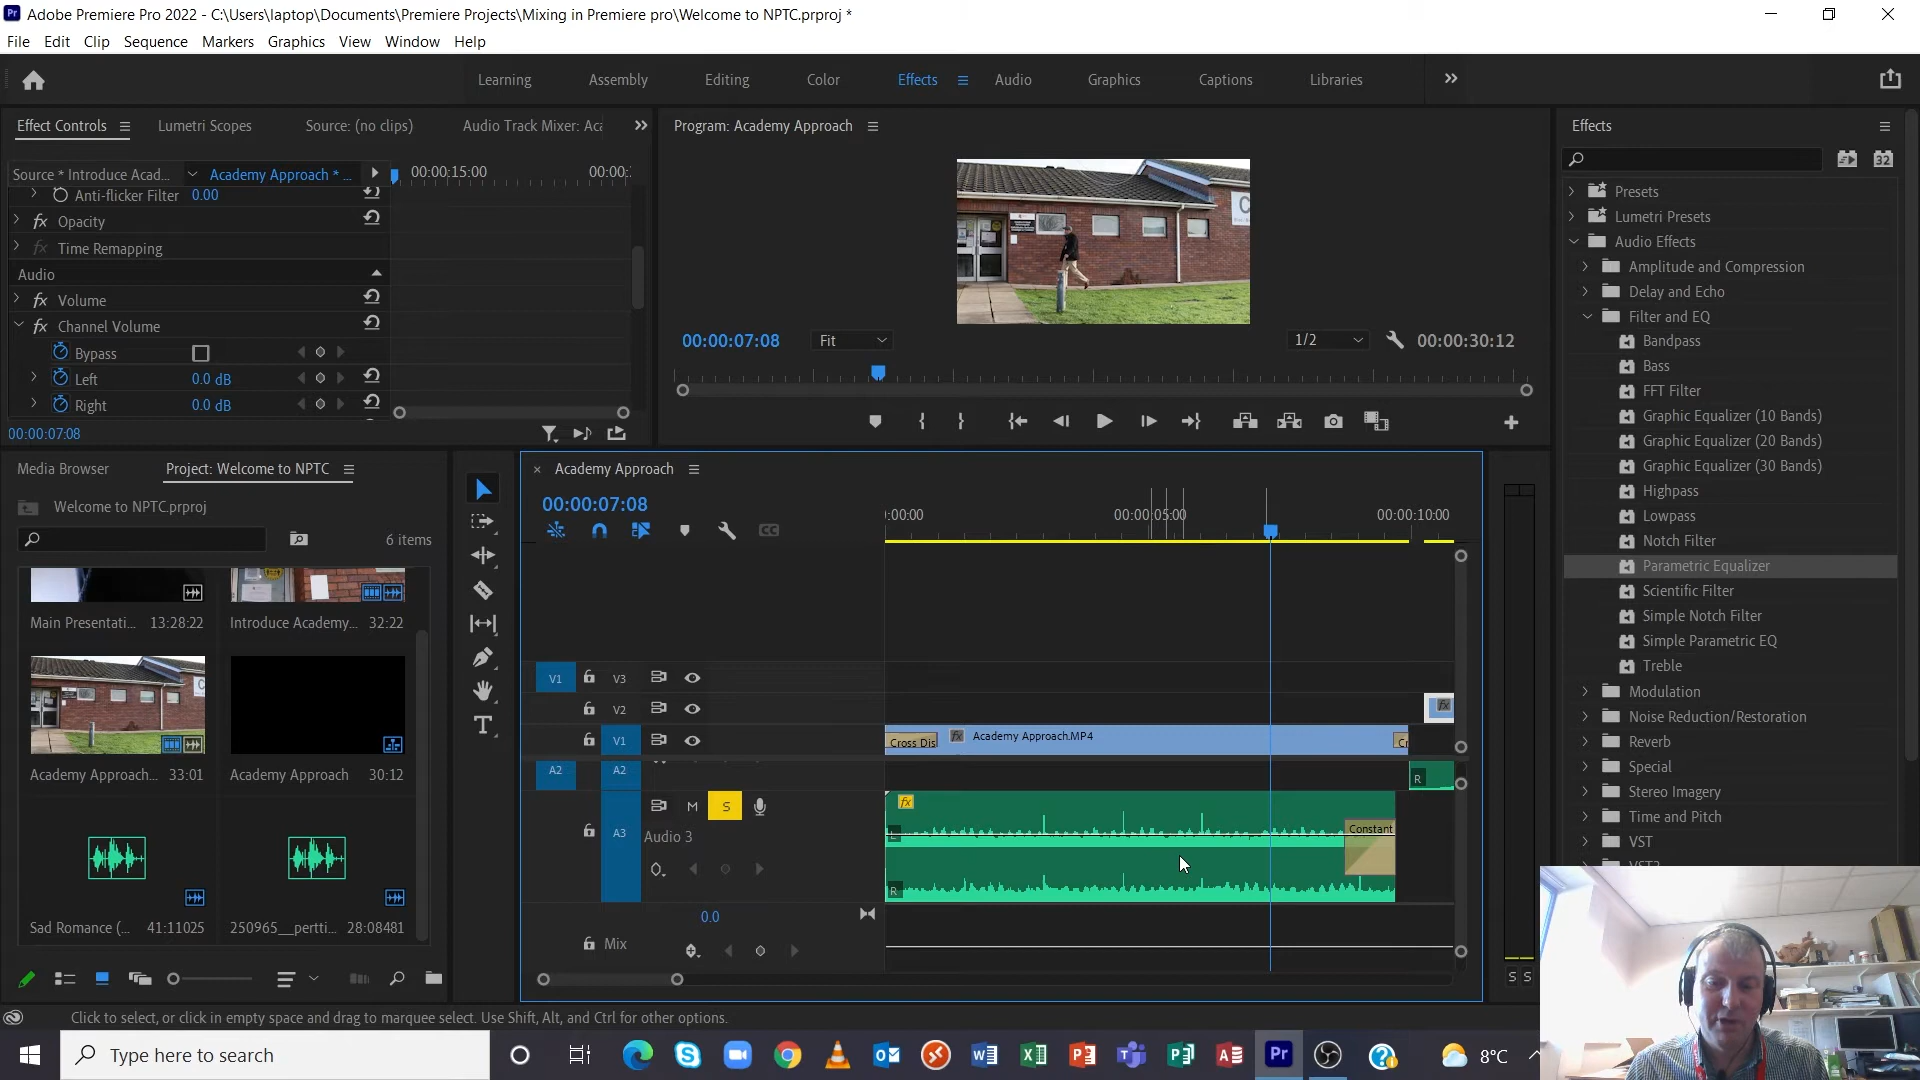 Adobe Premiere Pro 2022 - C:\Users\laptop\Documents\Premiere Projects\Mixing in Premiere pro\Welcome to NPTC.prproj *
File Edit Clip Sequence Markers Graphics View Window Help
Learning Assembly Editing Color Effects Audio Graphics Captions Libraries
Effect Controls Lumetri Scopes Source: (no clips) Audio Track Mixer: Aca
Source * Introduce Acad... Academy Approach * ... 00:00:15:00 00:00:
Anti-flicker Filter 0.00
fx Opacity
fx Time Remapping
Audio
fx Volume
fx Channel Volume
Bypass
Left 0.0 dB
Right 0.0 dB
00:00:07:08
Program: Academy Approach
00:00:07:08 Fit 1/2 00:00:30:12
Effects
32
Presets
Lumetri Presets
Audio Effects
Amplitude and Compression
Delay and Echo
Filter and EQ
Bandpass
Bass
FFT Filter
Graphic Equalizer (10 Bands)
Graphic Equalizer (20 Bands)
Graphic Equalizer (30 Bands)
Highpass
Lowpass
Notch Filter
Parametric Equalizer
Scientific Filter
Simple Notch Filter
Simple Parametric EQ
Treble
Modulation
Noise Reduction/Restoration
Reverb
Special
Stereo Imagery
Time and Pitch
VST
Media Browser Project: Welcome to NPTC
Welcome to NPTC.prproj
6 items
Main Presentati... 13:28:22 Introduce Academy... 32:22
Academy Approach... 33:01 Academy Approach 30:12
Sad Romance (... 41:11025 250965__pertti... 28:08481
Academy Approach
00:00:07:08
:00:00 00:00:05:00 00:00:10:00
V1 V3
V2 fx
V1 Cross Dis fx Academy Approach.MP4 Cr
A2 A2 R
A3 M S fx
Audio 3 L Constant
R
0.0
Mix
S S
Click to select, or click in empty space and drag to marquee select. Use Shift, Alt, and Ctrl for other options.
Type here to search 8°C